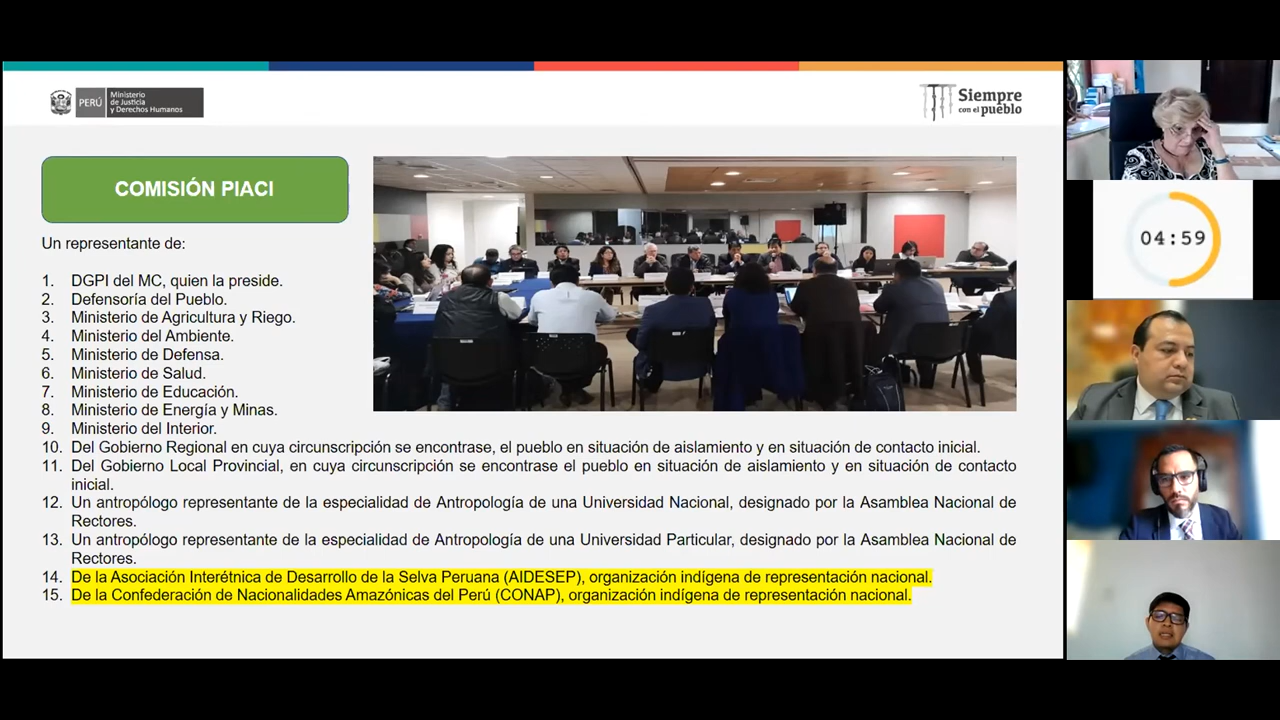 PERÚ
Ministerio
de Justicia
y Derechos Humanos
Siempre
con el pueblo
COMISIÓN PIACI
04:59
Un representante de:
1. DGPI del MC, quien la preside.
2. Defensoría del Pueblo.
3. Ministerio de Agricultura y Riego.
4. Ministerio del Ambiente.
5. Ministerio de Defensa.
6. Ministerio de Salud.
7. Ministerio de Educación.
8. Ministerio de Energía y Minas.
9. Ministerio del Interior.
10. Del Gobierno Regional en cuya circunscripción se encontrase, el pueblo en situación de aislamiento y en situación de contacto inicial.
11. Del Gobierno Local Provincial, en cuya circunscripción se encontrase el pueblo en situación de aislamiento y en situación de contacto
inicial.
12. Un antropólogo representante de la especialidad de Antropología de una Universidad Nacional, designado por la Asamblea Nacional de
Rectores.
13. Un antropólogo representante de la especialidad de Antropología de una Universidad Particular, designado por la Asamblea Nacional de
Rectores.
14. De la Asociación Interétnica de Desarrollo de la Selva Peruana (AIDESEP), organización indígena de representación nacional.
15. De la Confederación de Nacionalidades Amazónicas del Perú (CONAP), organización indígena de representación nacional.